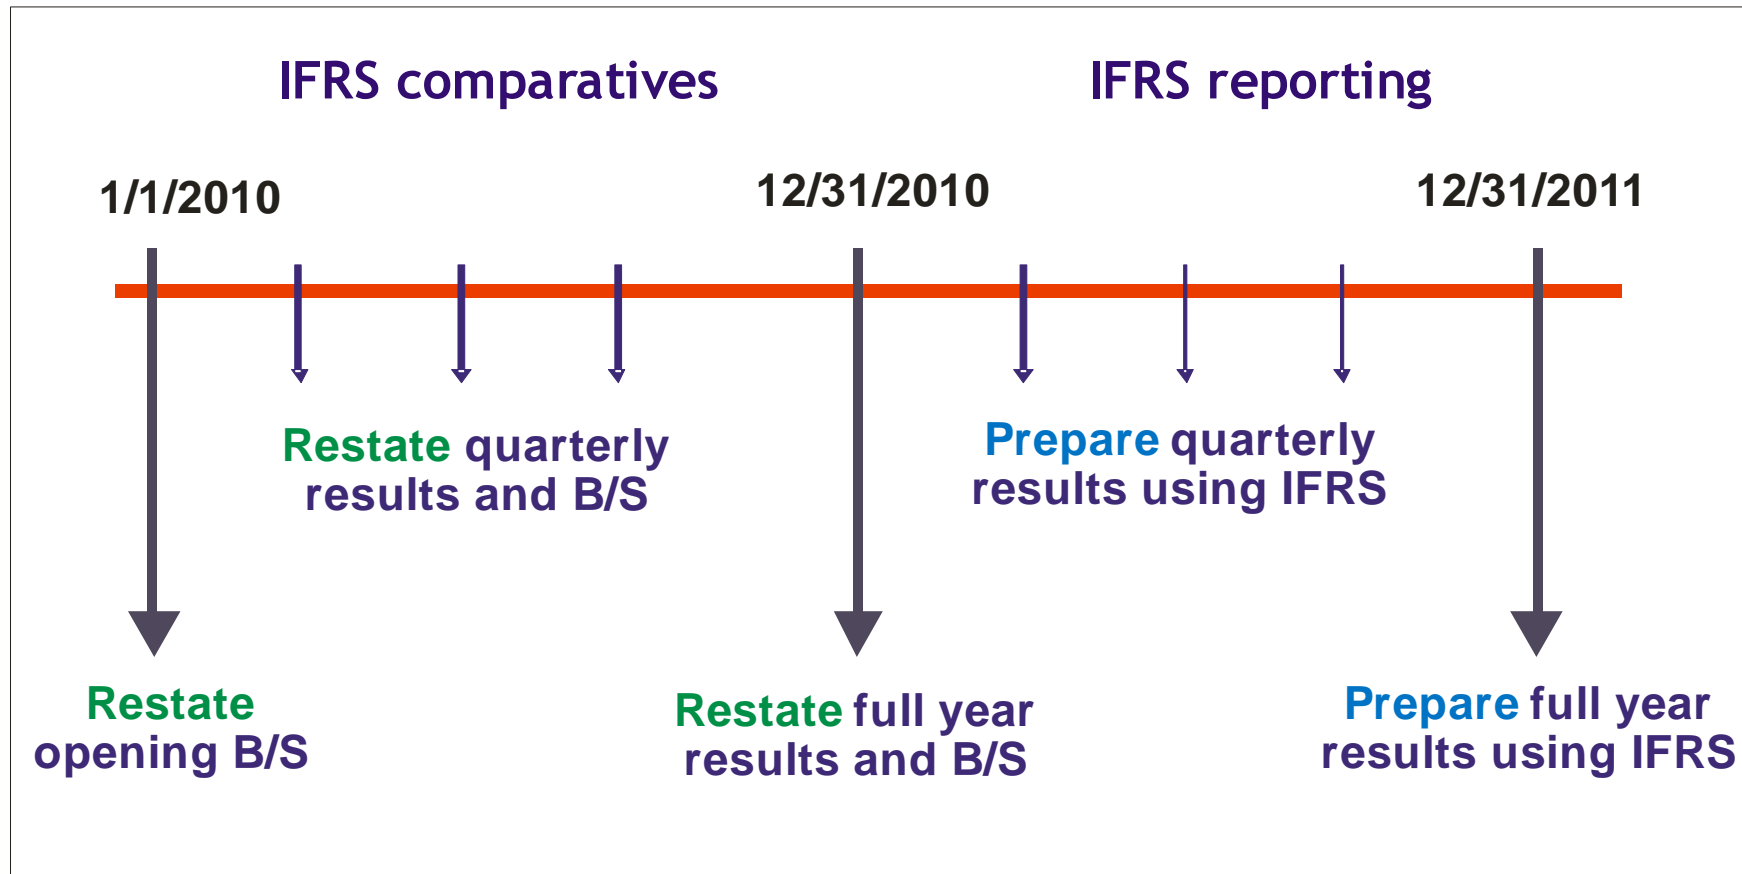 IFRS comparatives
IFRS reporting
1/1/2010
12/31/2010
12/31/2011
Restate quarterly
results and B/S
Prepare quarterly
results using IFRS
Restate
opening B/S
Restate full year
results and B/S
Prepare full year
results using IFRS